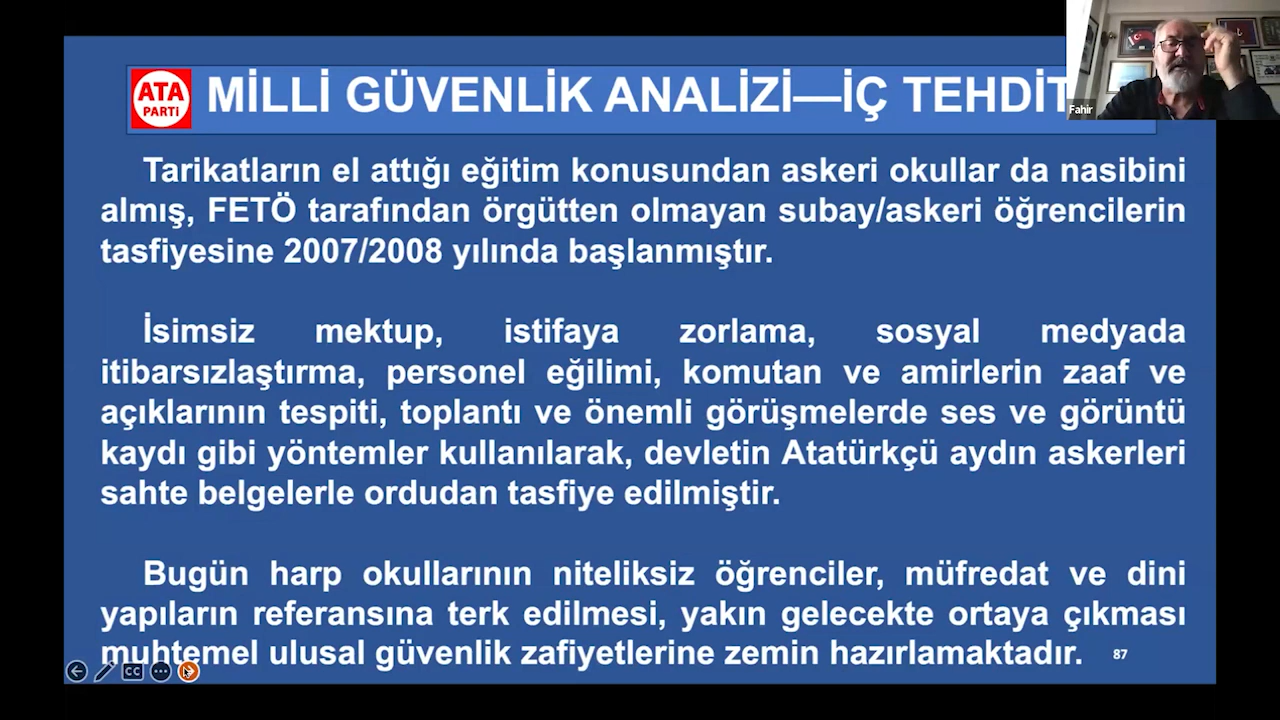 ATA
PARTİ
MİLLİ GÜVENLİK ANALİZİ—İÇ TEHDİT
Fahir
Tarikatların el attığı eğitim konusundan askeri okullar da nasibini
almış, FETÖ tarafından örgütten olmayan subay/askeri öğrencilerin
tasfiyesine 2007/2008 yılında başlanmıştır.
İsimsiz mektup, istifaya zorlama, sosyal medyada
itibarsızlaştırma, personel eğilimi, komutan ve amirlerin zaaf ve
açıklarının tespiti, toplantı ve önemli görüşmelerde ses ve görüntü
kaydı gibi yöntemler kullanılarak, devletin Atatürkçü aydın askerleri
sahte belgelerle ordudan tasfiye edilmiştir.
Bugün harp okullarının niteliksiz öğrenciler, müfredat ve dini
yapıların referansına terk edilmesi, yakın gelecekte ortaya çıkması
muhtemel ulusal güvenlik zafiyetlerine zemin hazırlamaktadır.
87
CC